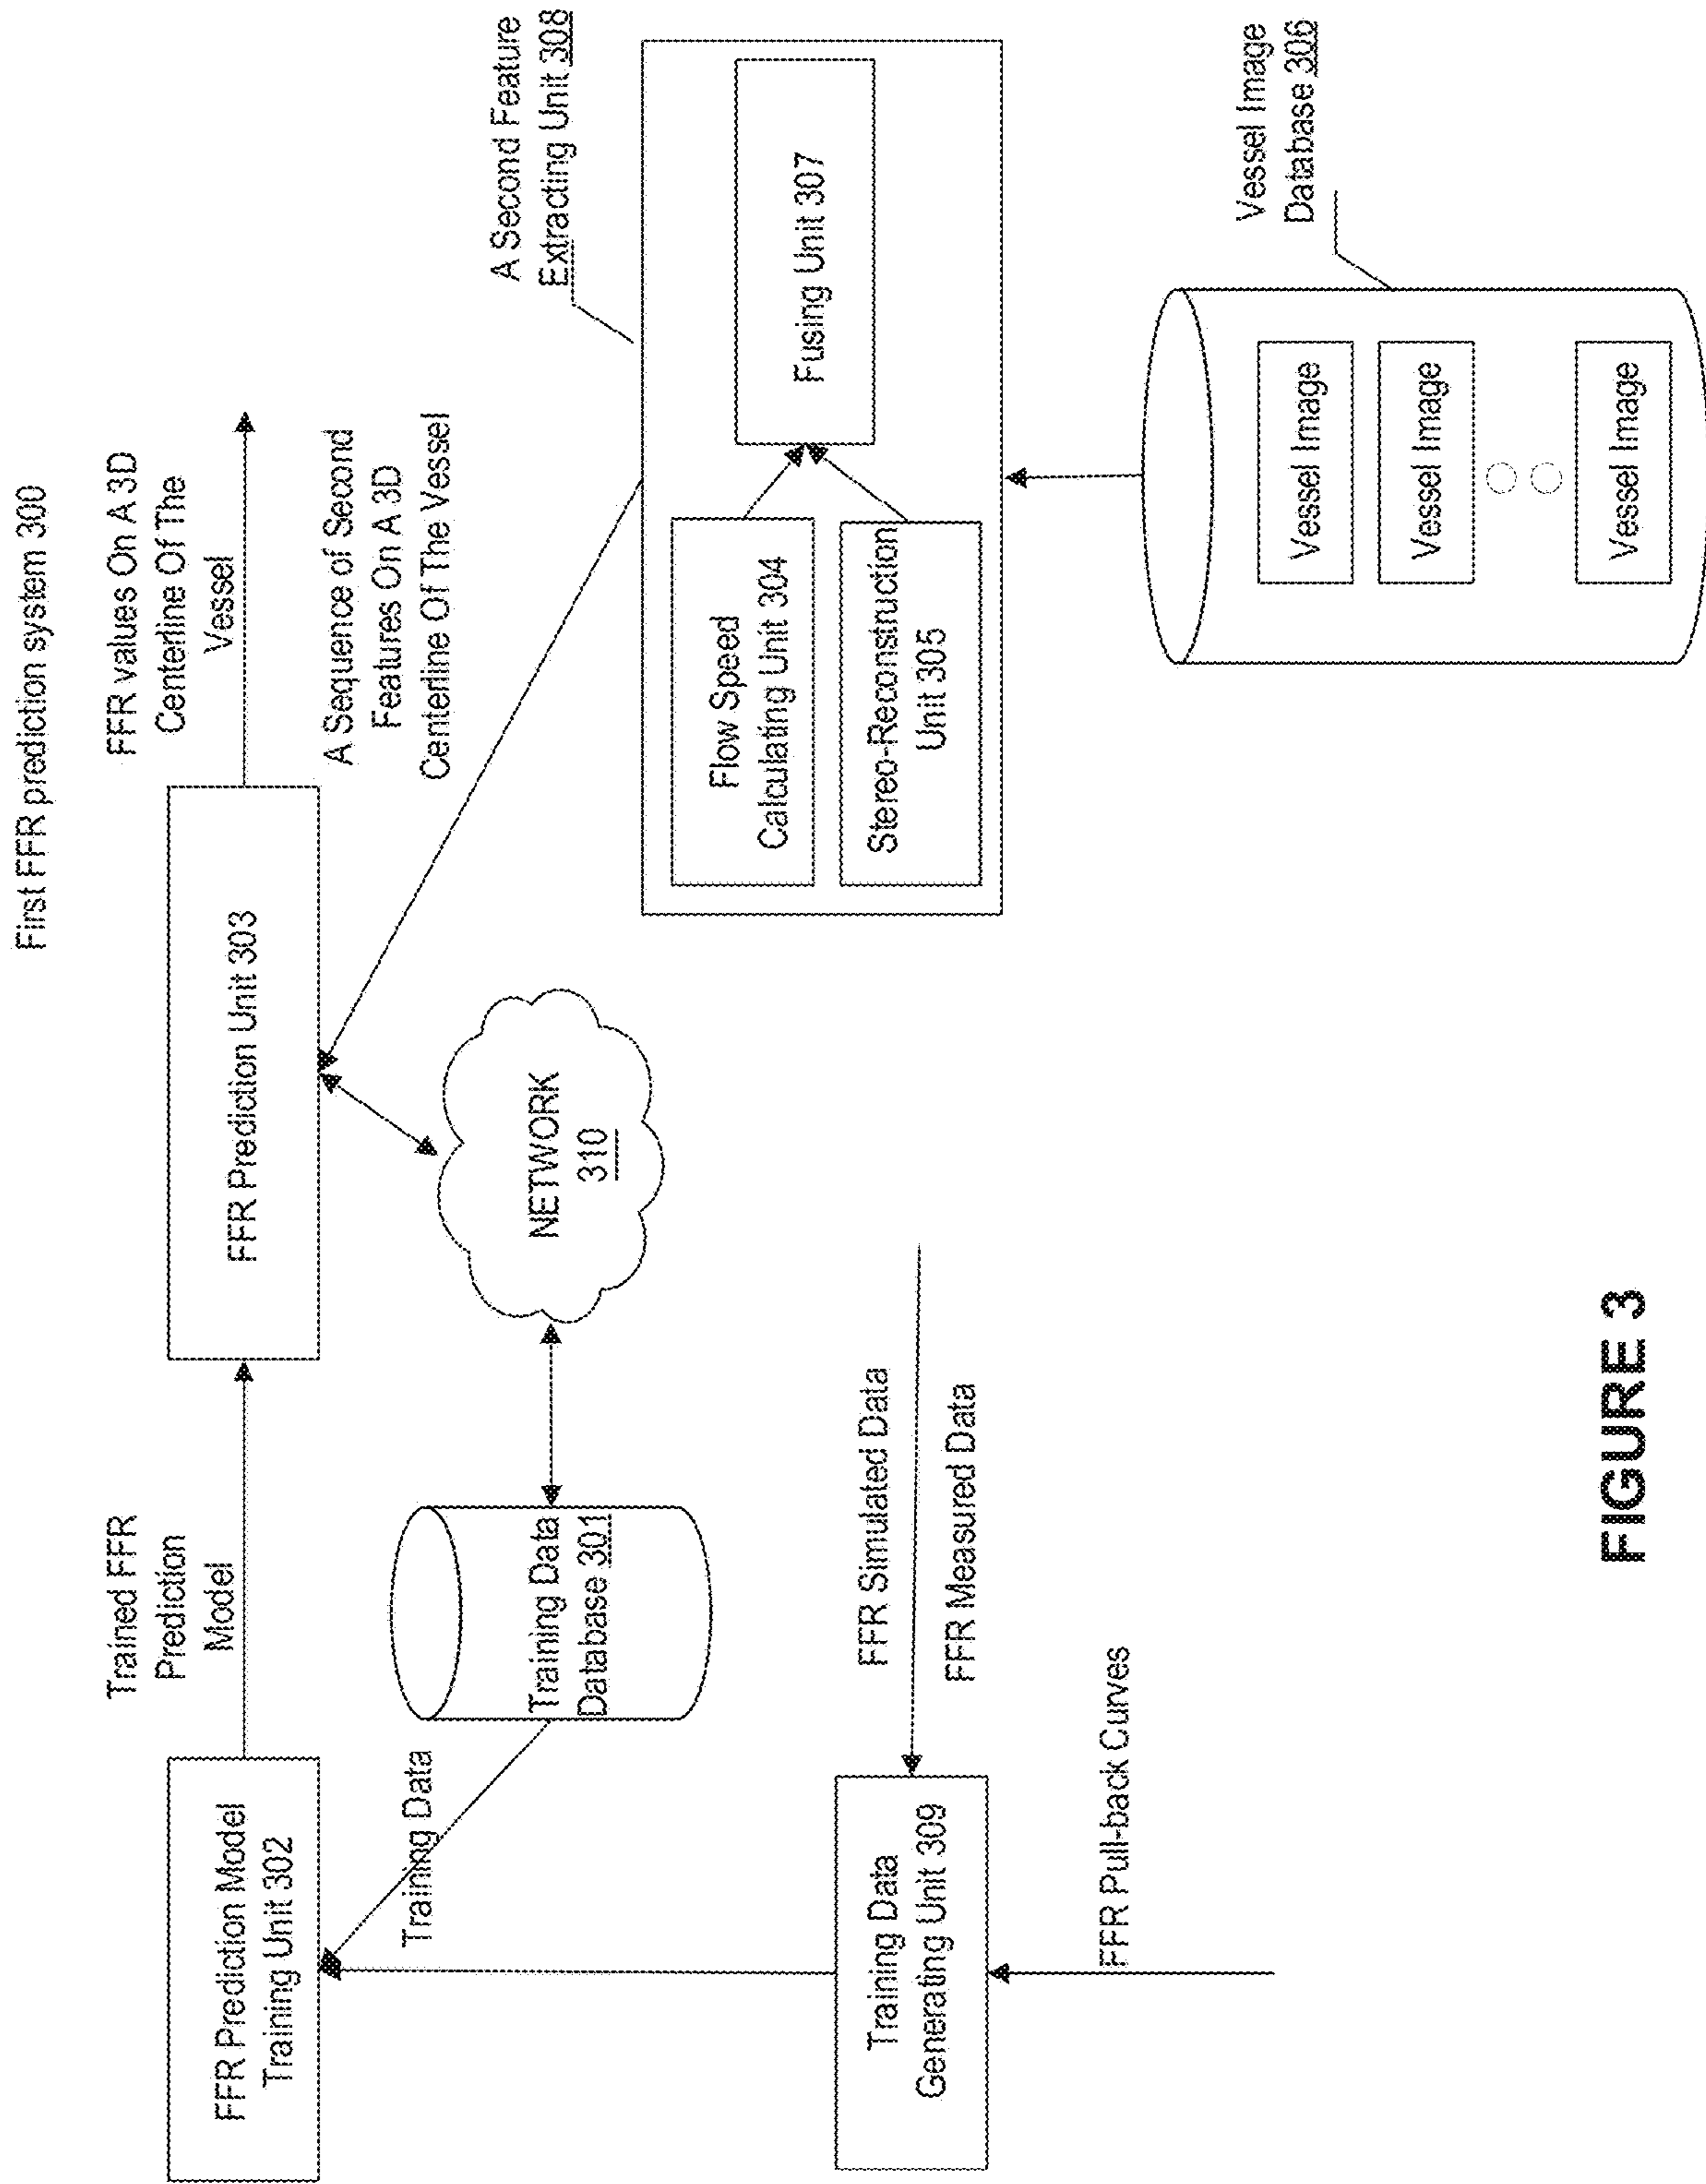 First FFR prediction system 300
Trained FFR
Prediction
Model
FFR values On A 3D
Centerline Of The
Vessel
FFR Prediction Model
Training Unit 302
FFR Prediction Unit 303
A Sequence of Second
Features On A 3D
Centerline Of The Vessel
Training Data
Training Data
Database 301
NETWORK
310
A Second Feature
Extracting Unit 308
Flow Speed
Calculating Unit 304
Fusing Unit 307
Stereo-Reconstruction
Unit 305
Training Data
Generating Unit 309
FFR Simulated Data
FFR Measured Data
FFR Pull-back Curves
Vessel Image
Database 306
Vessel Image
Vessel Image
Vessel Image
FIGURE 3